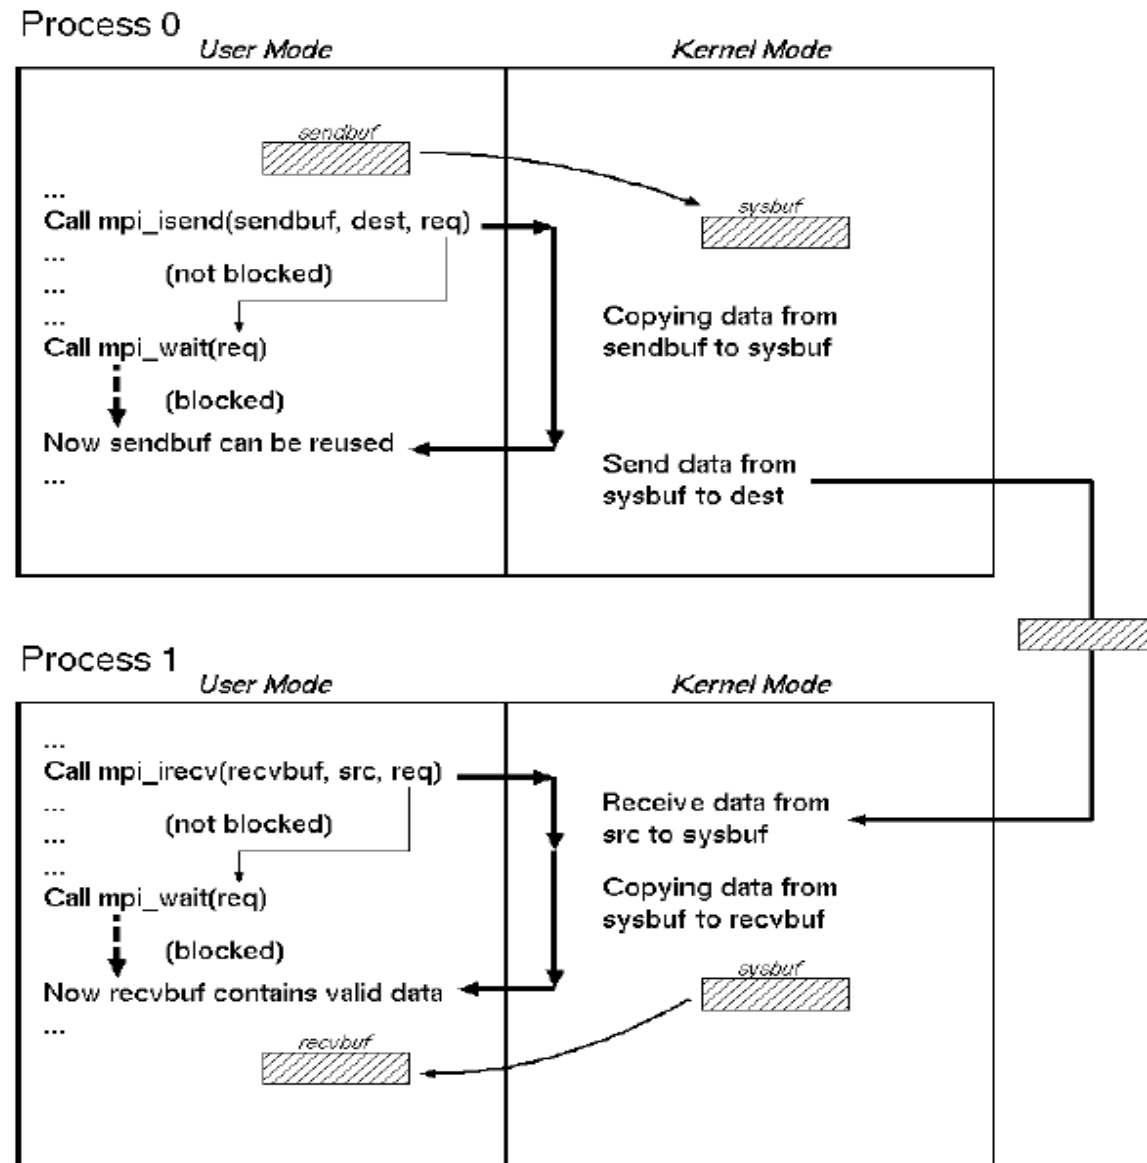 Process 0
User Mode
Kernel Mode
sendbuf
...
Call mpi_isend(sendbuf, dest, req)
sysbuf
...
(not blocked)
...
...
Call mpi_wait(req)
Copying data from
sendbuf to sysbuf
(blocked)
Now sendbuf can be reused
...
Send data from
sysbuf to dest
Process 1
User Mode
Kernel Mode
...
Call mpi_irecv(recvbuf, src, req)
...
(not blocked)
...
...
Call mpi_wait(req)
Receive data from
src to sysbuf
Copying data from
sysbuf to recvbuf
(blocked)
Now recvbuf contains valid data
...
sysbuf
recvbuf